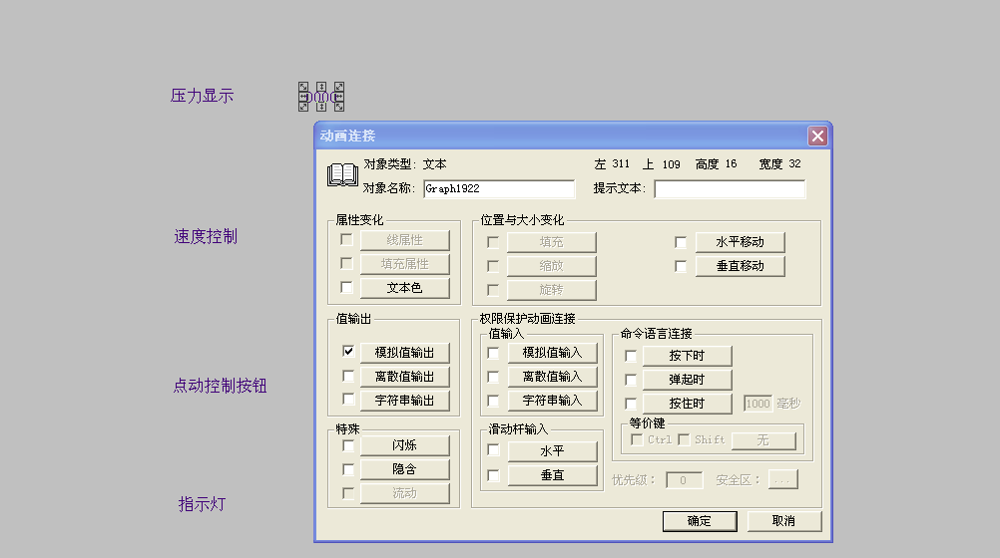 压力显示
动画连接
对象类型: 文本 左 311 上 109 高度 16 宽度 32
对象名称: Graph1922 提示文本:
速度控制
属性变化 位置与大小变化
线属性 填充 水平移动
填充属性 缩放 垂直移动
文本色 旋转
值输出 权限保护动画连接
值输入 命令语言连接
模拟值输出 模拟值输入 按下时
离散值输出 离散值输入 弹起时
点动控制按钮
字符串输出 字符串输入 按住时 1000 毫秒
特殊 滑动杆输入 等价键
闪烁 水平 Ctrl Shift 无
隐含 垂直
流动 优先级: 0 安全区: ...
指示灯
确定 取消